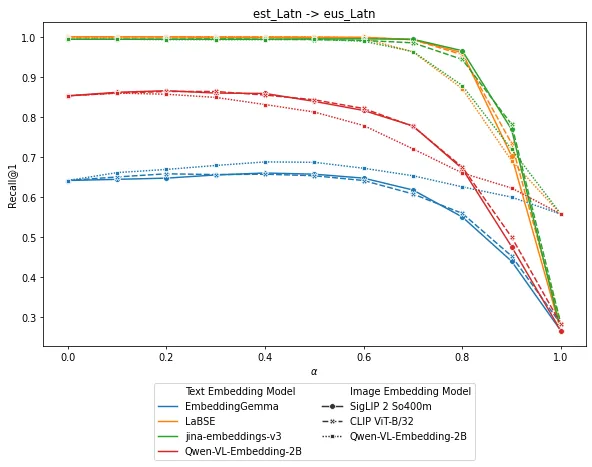 est_Latn -> eus_Latn
Recall@1
1.0
0.9
0.8
0.7
0.6
0.5
0.4
0.3
0.0
0.2
0.4
0.6
0.8
1.0
α
Text Embedding Model
EmbeddingGemma
LaBSE
jina-embeddings-v3
Qwen-VL-Embedding-2B
Image Embedding Model
SigLIP 2 So400m
CLIP ViT-B/32
Qwen-VL-Embedding-2B